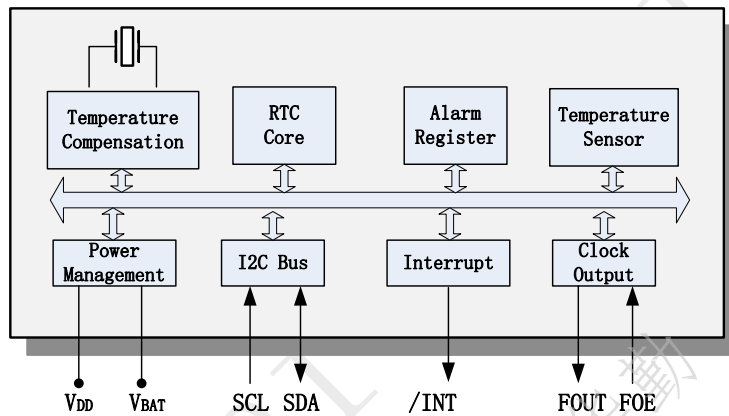 Temperature
Compensation
RTC
Core
Alarm
Register
Temperature
Sensor
Power
Management
I2C Bus
Interrupt
Clock
Output
VDD VBAT SCL SDA /INT FOUT FOE
勤